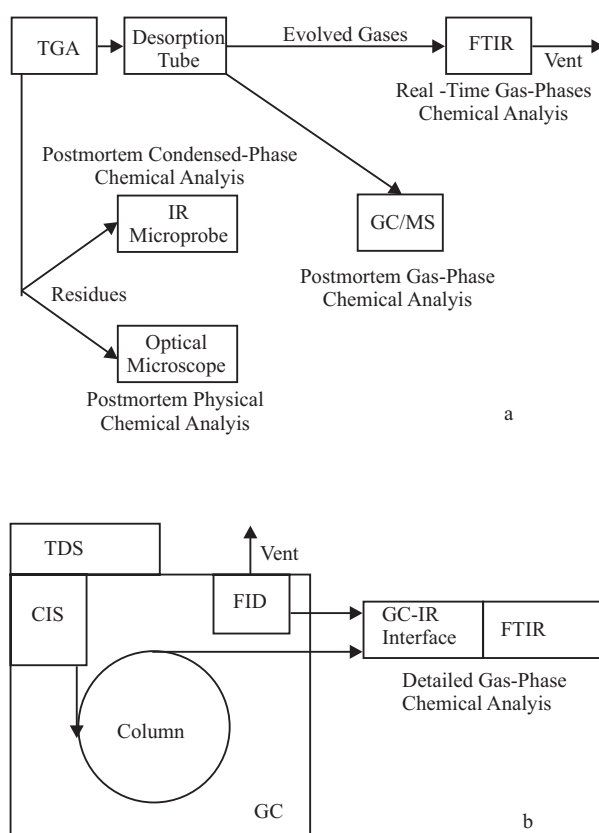 TGA
Desorption
Tube
Evolved Gases
FTIR
Vent
Real -Time Gas-Phases
Chemical Analyis
Postmortem Condensed-Phase
Chemical Analyis
IR
Microprobe
GC/MS
Postmortem Gas-Phase
Chemical Analyis
Residues
Optical
Microscope
Postmortem Physical
Chemical Analyis
a
TDS
Vent
CIS
FID
GC-IR
Interface
FTIR
Detailed Gas-Phase
Chemical Analyis
Column
GC
b